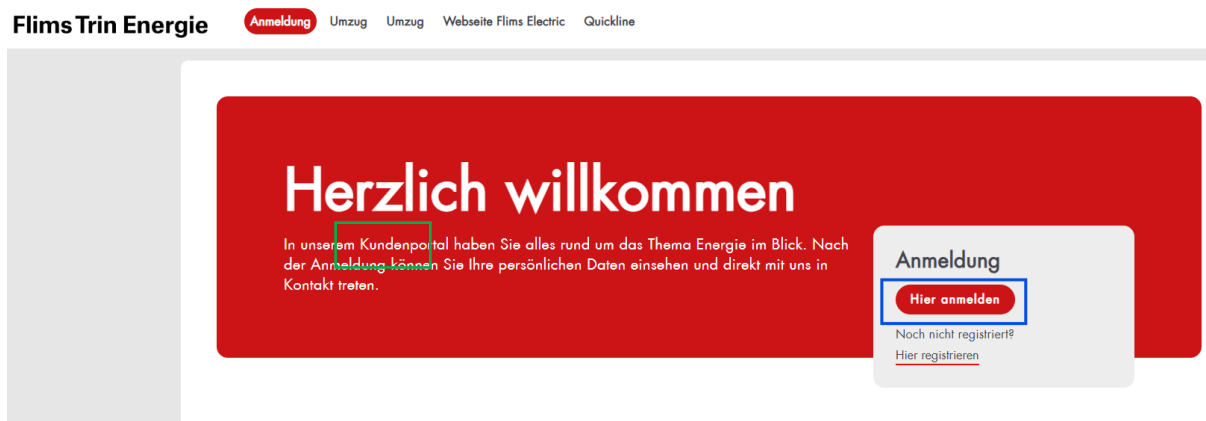 Flims Trin Energie
Anmeldung Umzug Umzug Webseite Flims Electric Quickline
Herzlich willkommen
In unserem Kundenportal haben Sie alles rund um das Thema Energie im Blick. Nach
der Anmeldung können Sie Ihre persönlichen Daten einsehen und direkt mit uns in
Kontakt treten.
Anmeldung
Hier anmelden
Noch nicht registriert?
Hier registrieren